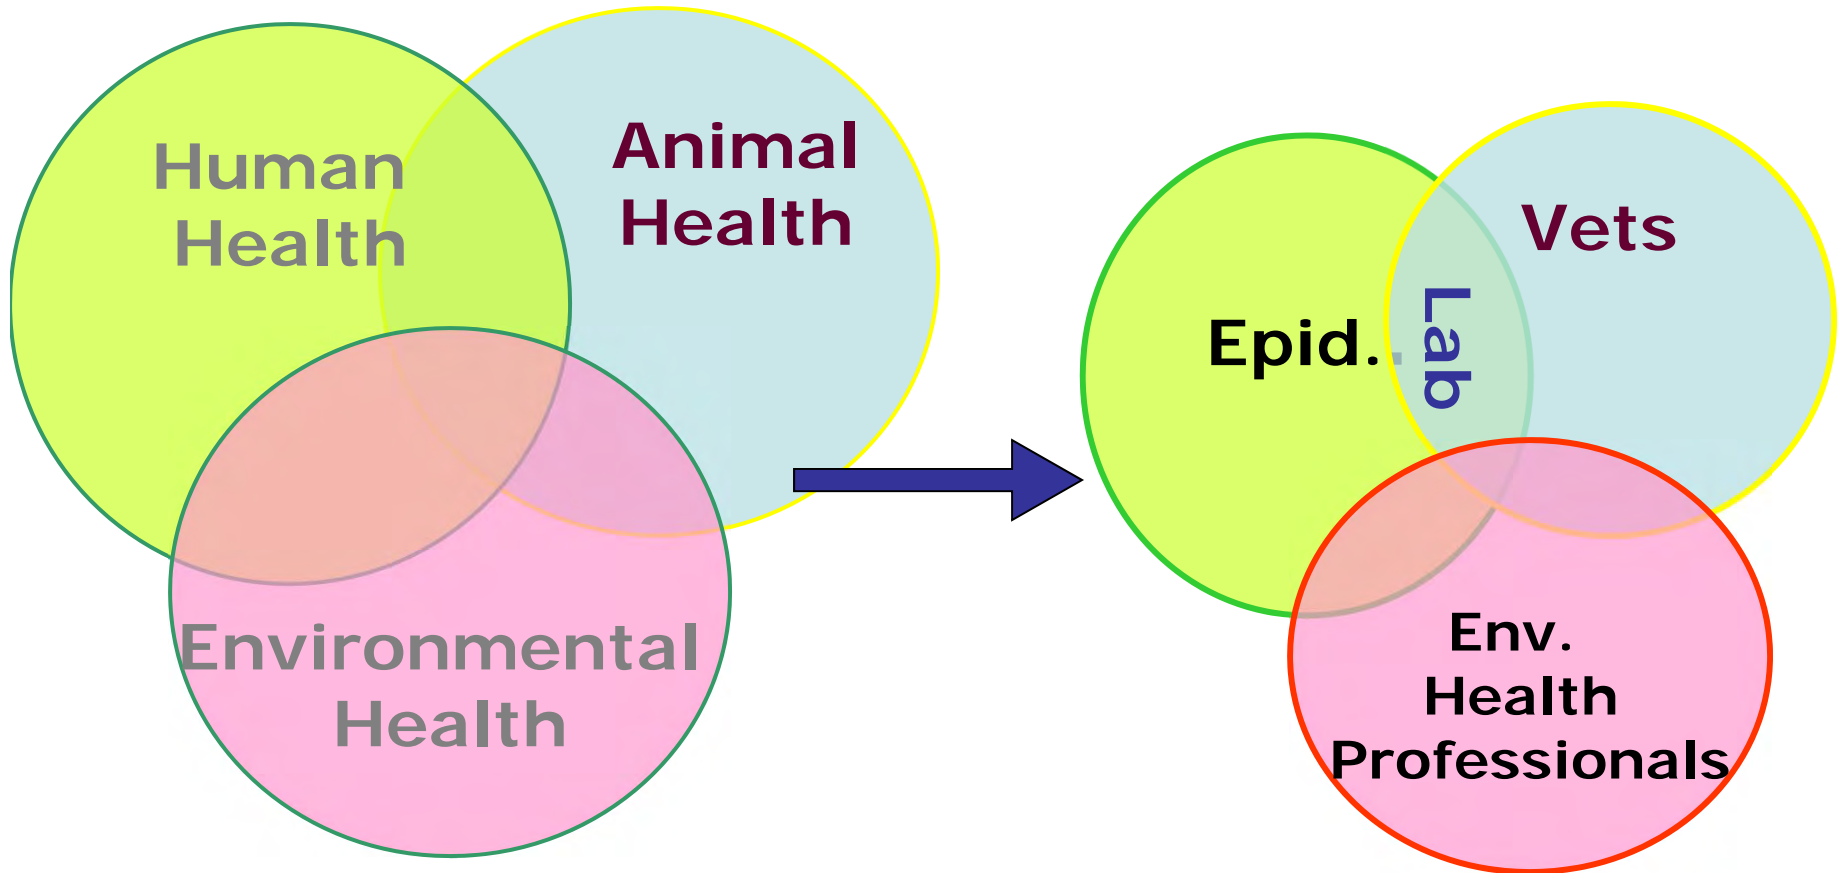 Human
Health
Animal
Health
Environmental
Health
Epid..
Lab
Vets
Env.
Health
Professionals